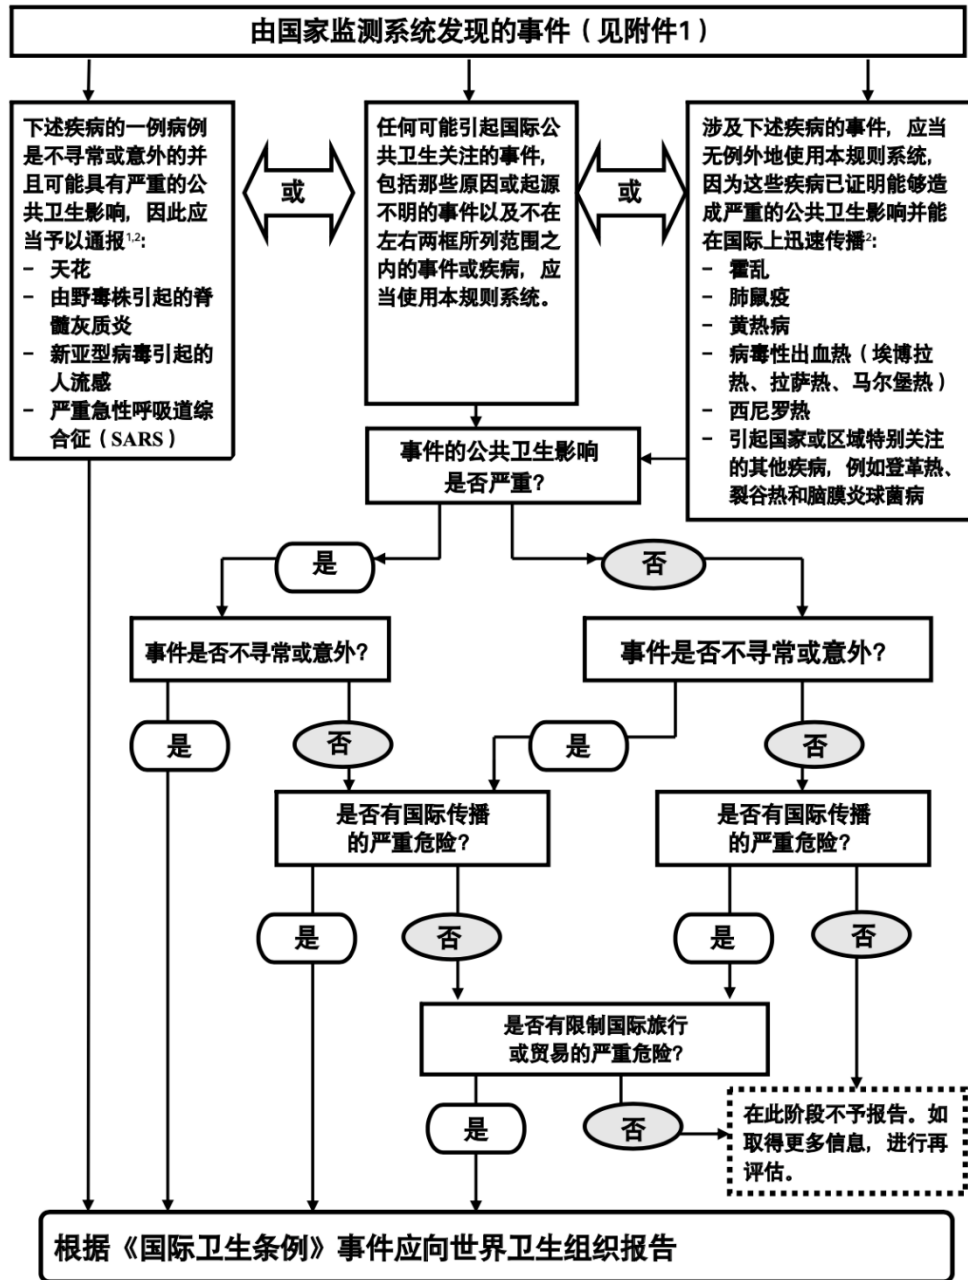 由国家监测系统发现的事件（见附件1）
下述疾病的一例病例
是不寻常或意外的并
且可能具有严重的公
共卫生影响，因此应
当予以通报1,2：
– 天花
– 由野毒株引起的脊
髓灰质炎
– 新亚型病毒引起的
人流感
– 严重急性呼吸道综
合征（SARS）
或
任何可能引起国际公
共卫生关注的事件，
包括那些原因或起源
不明的事件以及不在
左右两框所列范围之
内的事件或疾病，应
当使用本规则系统。
或
涉及下述疾病的事件，应当
无例外地使用本规则系统，
因为这些疾病已证明能够造
成严重的公共卫生影响并能
在国际上迅速传播2：
– 霍乱
– 肺鼠疫
– 黄热病
– 病毒性出血热（埃博拉
热、拉萨热、马尔堡热）
– 西尼罗热
– 引起国家或区域特别关注
的其他疾病，例如登革热、
裂谷热和脑膜炎球菌病
事件的公共卫生影响
是否严重？
是
否
事件是否不寻常或意外？
事件是否不寻常或意外？
是
否
是
否
是否有国际传播
的严重危险？
是否有国际传播
的严重危险？
是
否
是
否
是否有限制国际旅行
或贸易的严重危险？
是
否
在此阶段不予报告。如
取得更多信息，进行再
评估。
根据《国际卫生条例》事件应向世界卫生组织报告